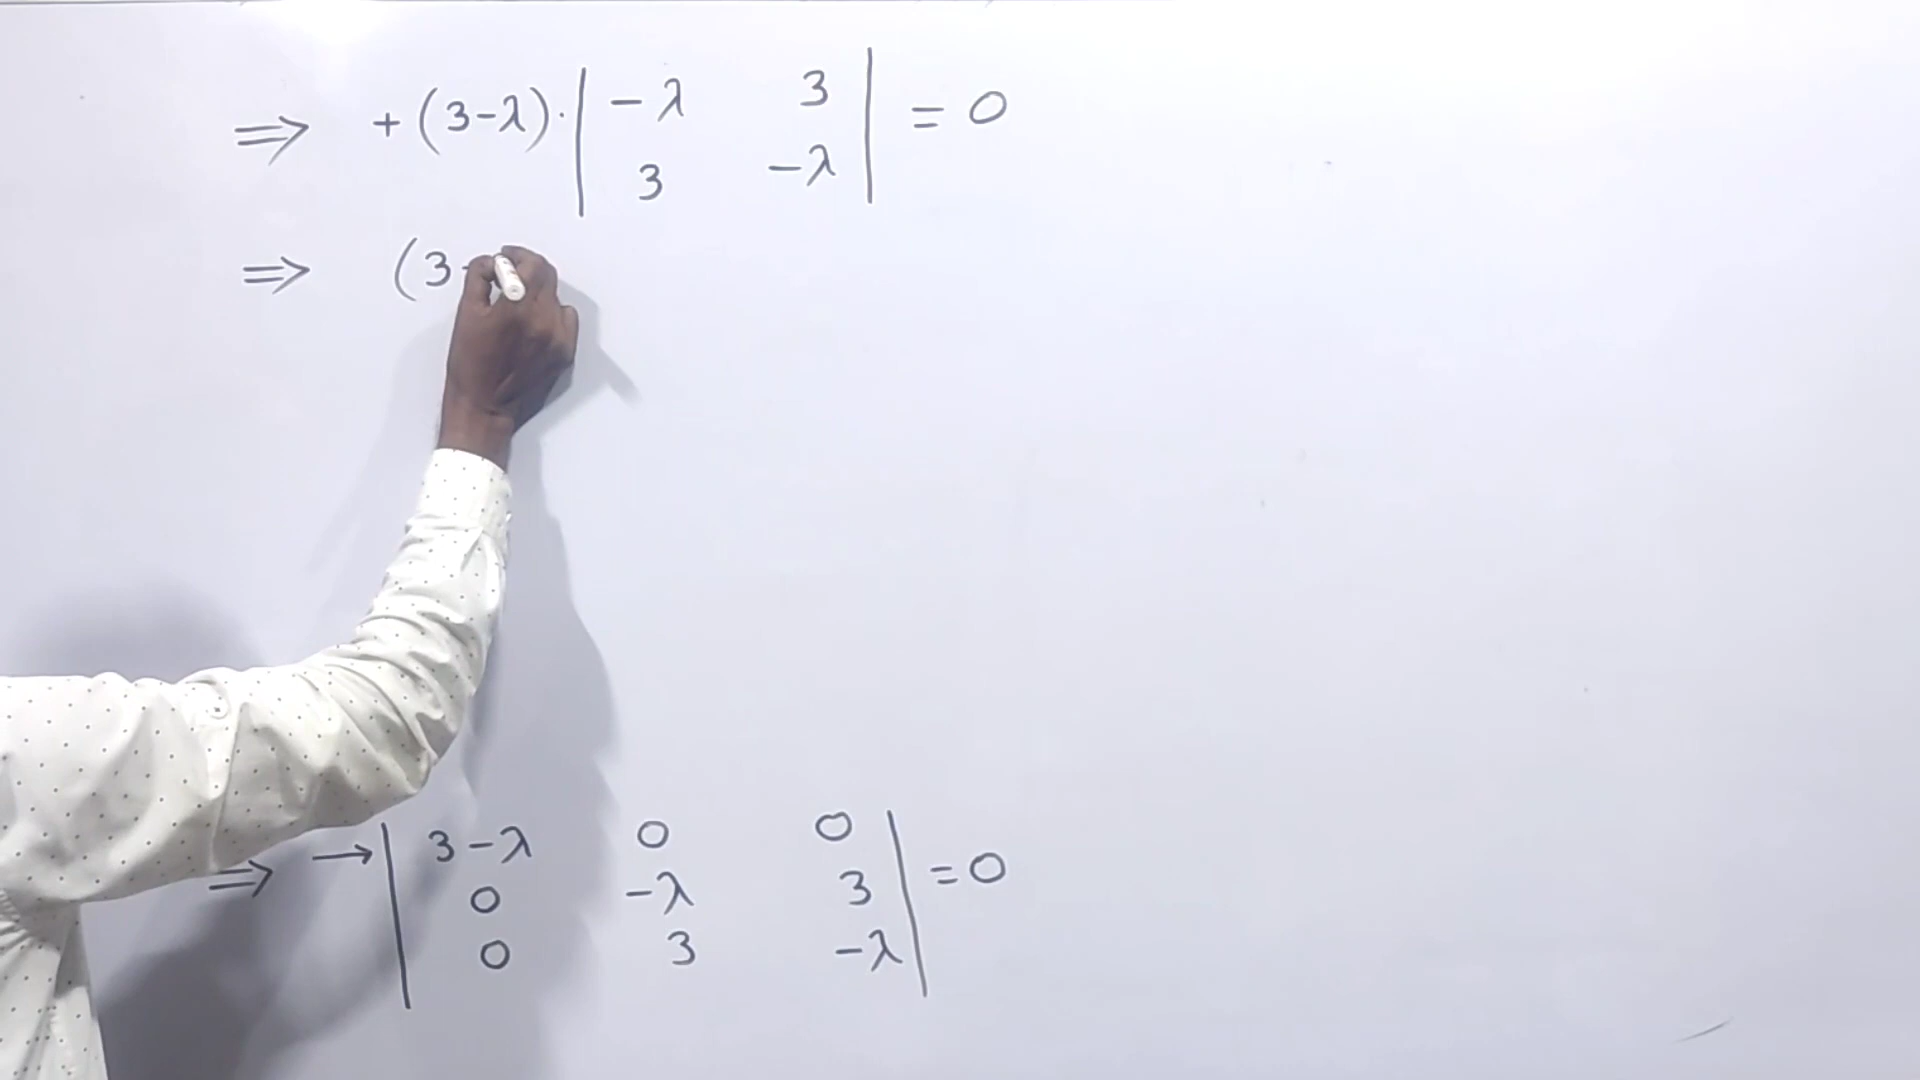 ⇒ + (3-λ)· | -λ 3 | = 0
| 3 -λ |
⇒ (3-
⇒ → | 3-λ 0 0 | = 0
| 0 -λ 3 |
| 0 3 -λ |